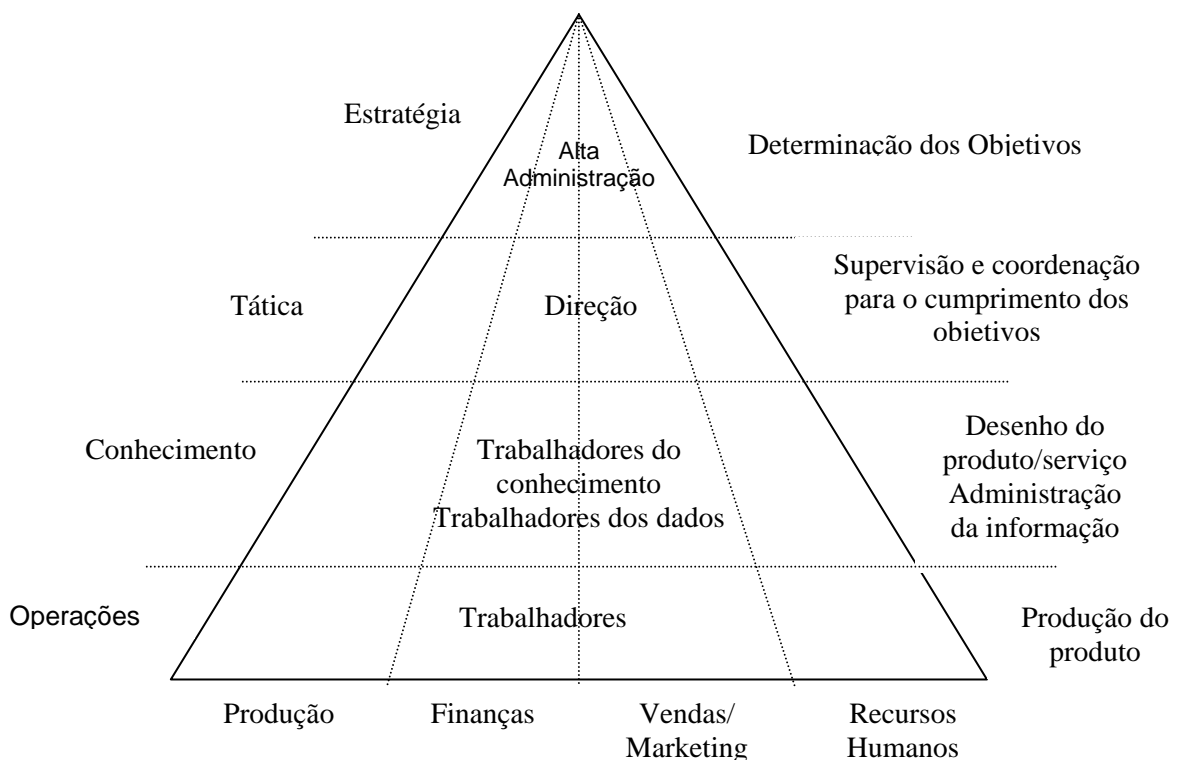 Estratégia
Alta
Administração
Determinação dos Objetivos
Tática
Direção
Supervisão e coordenação
para o cumprimento dos
objetivos
Conhecimento
Trabalhadores do
conhecimento
Trabalhadores dos dados
Desenho do
produto/serviço
Administração
da informação
Operações
Trabalhadores
Produção do
produto
Produção
Finanças
Vendas/
Marketing
Recursos
Humanos